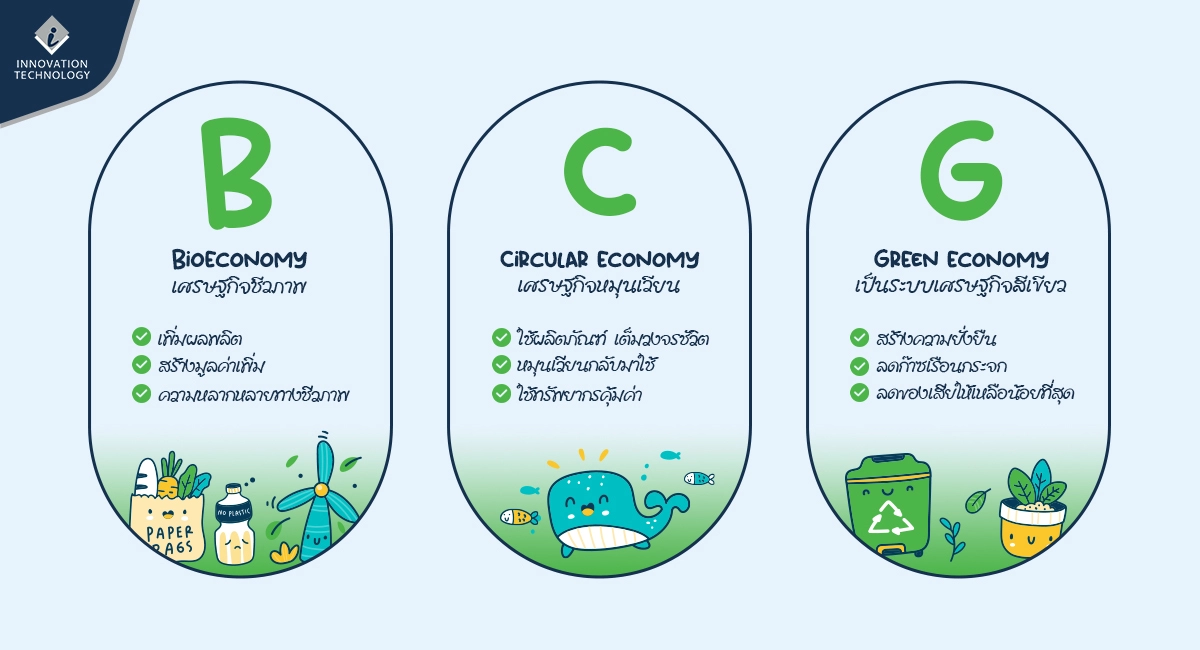 i
INNOVATION
TECHNOLOGY
B
BIOECONOMY
เศรษฐกิจชีวภาพ
เพิ่มผลผลิต
สร้างมูลค่าเพิ่ม
ความหลากหลายทางชีวภาพ
PAPER
BAGS
NO PLASTIC
C
CIRCULAR ECONOMY
เศรษฐกิจหมุนเวียน
ใช้ผลิตภัณฑ์ เต็มวงจรชีวิต
หมุนเวียนกลับมาใช้
ใช้ทรัพยากรคุ้มค่า
G
GREEN ECONOMY
เป็นระบบเศรษฐกิจสีเขียว
สร้างความยั่งยืน
ลดก๊าซเรือนกระจก
ลดของเสียให้เหลือน้อยที่สุด